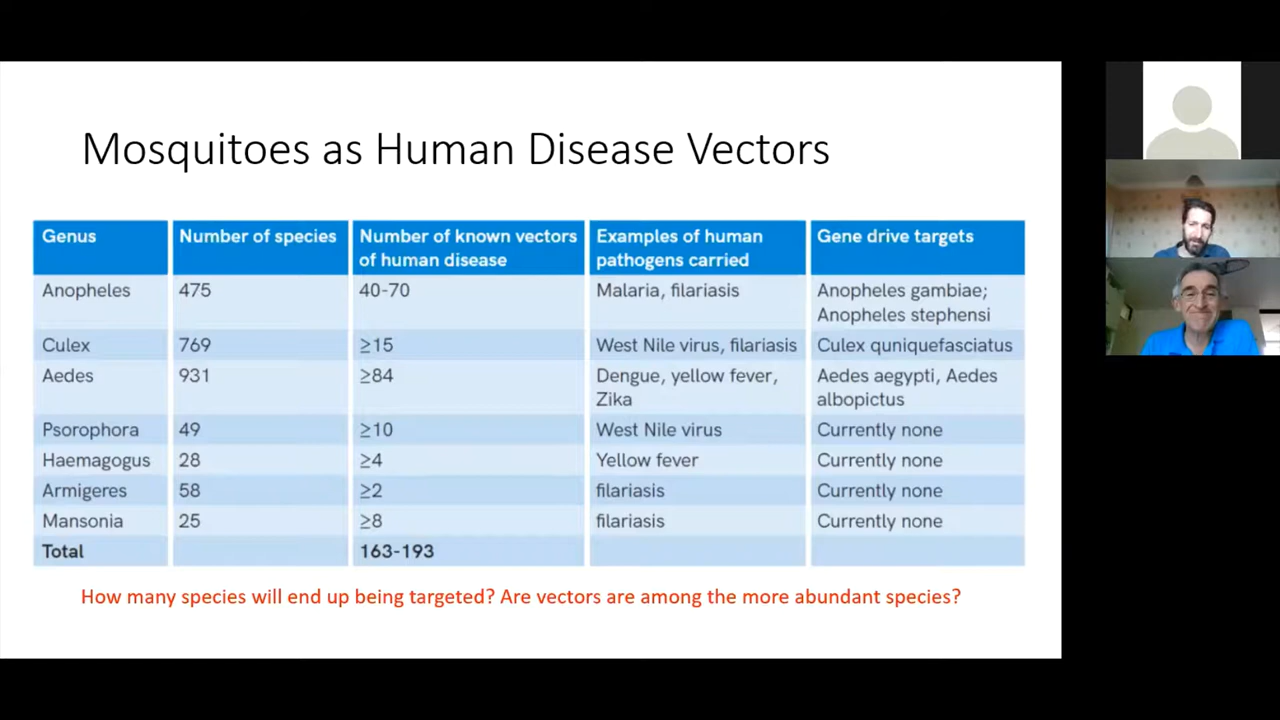 Mosquitoes as Human Disease Vectors
Genus Number of species Number of known vectors of human disease Examples of human pathogens carried Gene drive targets
Anopheles 475 40-70 Malaria, filariasis Anopheles gambiae; Anopheles stephensi
Culex 769 ≥15 West Nile virus, filariasis Culex quniquefasciatus
Aedes 931 ≥84 Dengue, yellow fever, Zika Aedes aegypti, Aedes albopictus
Psorophora 49 ≥10 West Nile virus Currently none
Haemagogus 28 ≥4 Yellow fever Currently none
Armigeres 58 ≥2 filariasis Currently none
Mansonia 25 ≥8 filariasis Currently none
Total 163-193
How many species will end up being targeted? Are vectors are among the more abundant species?